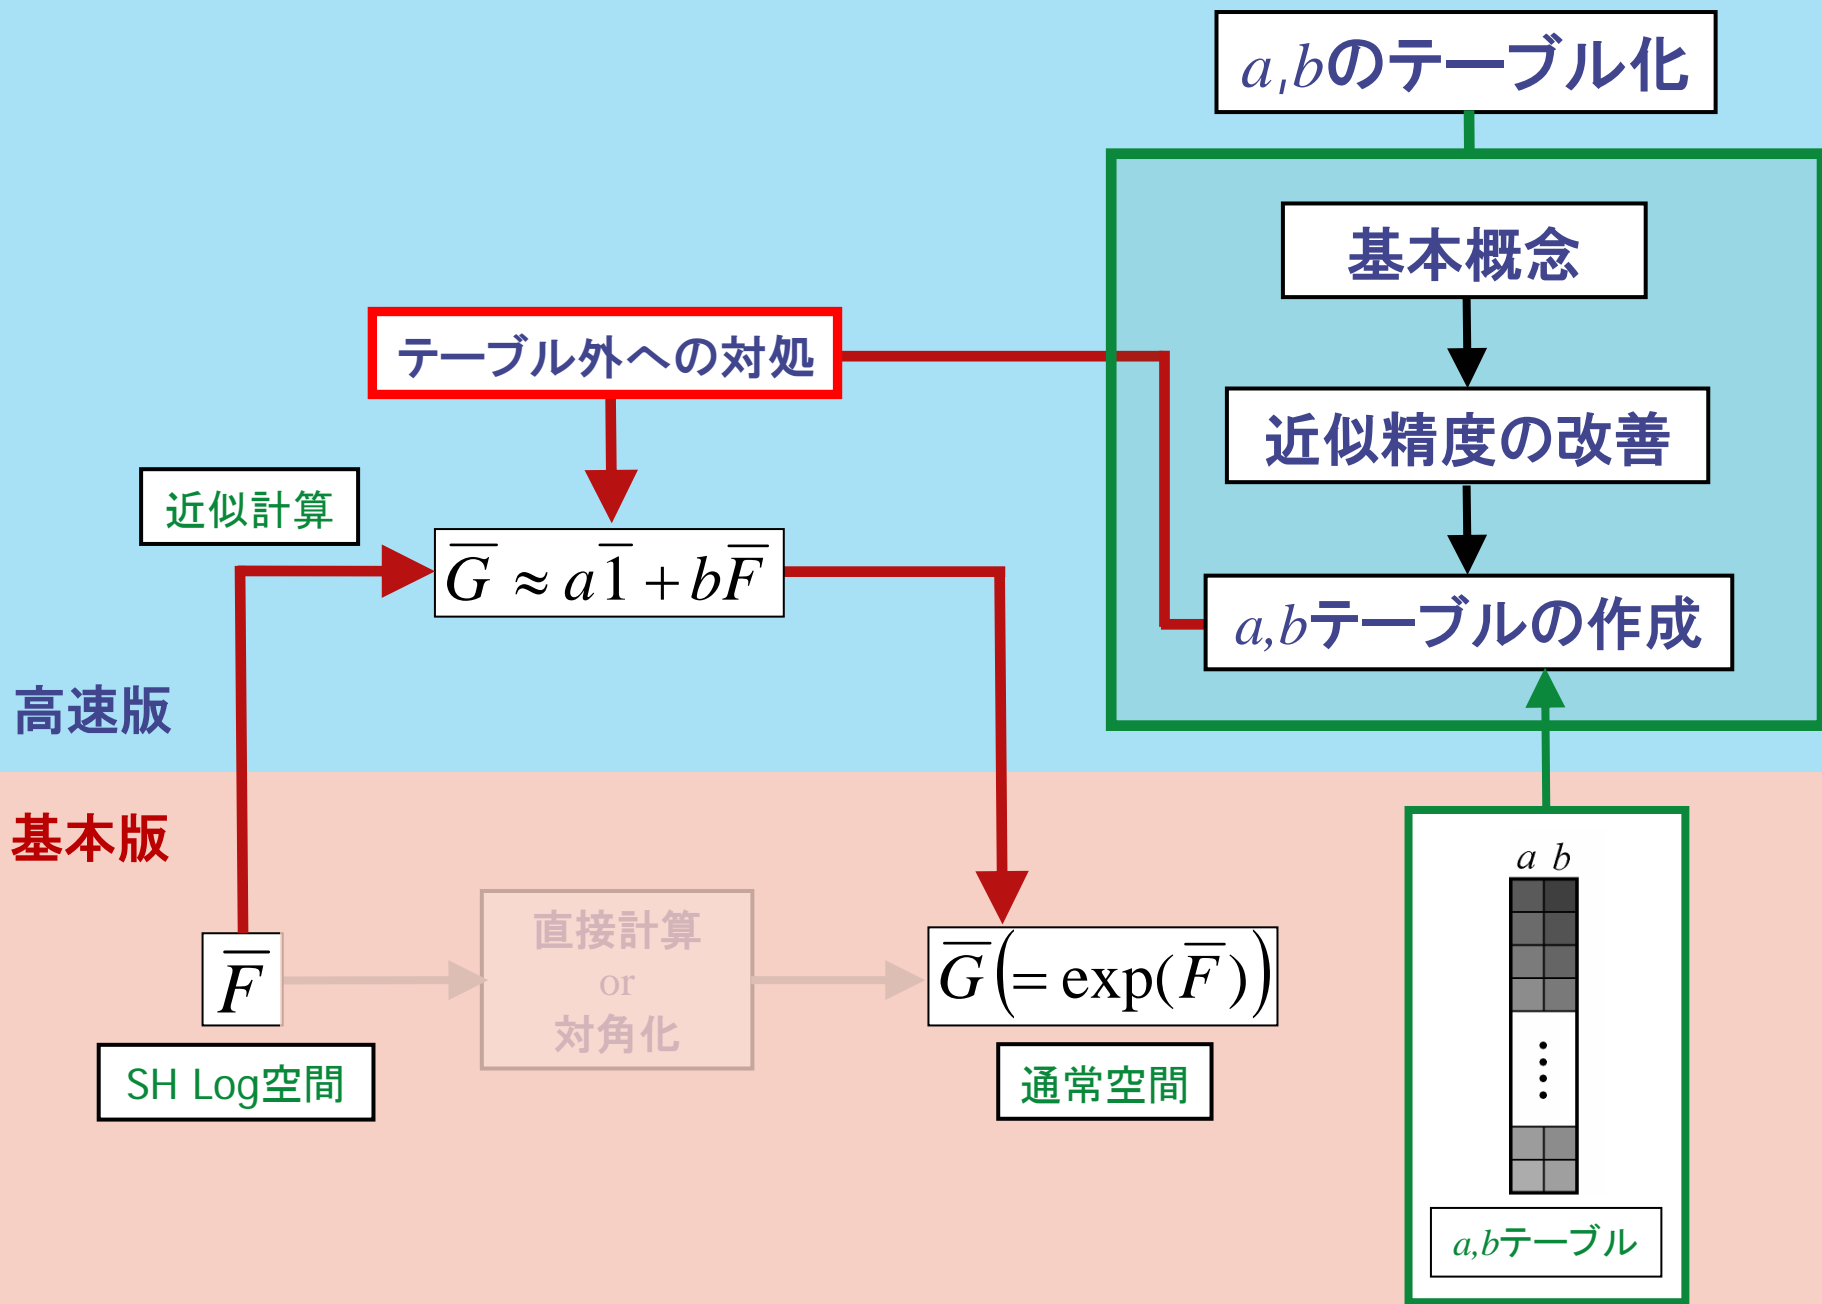 a,bのテーブル化
基本概念
テーブル外への対処
近似精度の改善
近似計算
G̅ ≈ a1̅ + bF̅
a,bテーブルの作成
高速版
基本版
a b
直接計算
or
対角化
F̅
G̅(= exp(F̅))
SH Log空間
通常空間
a,bテーブル